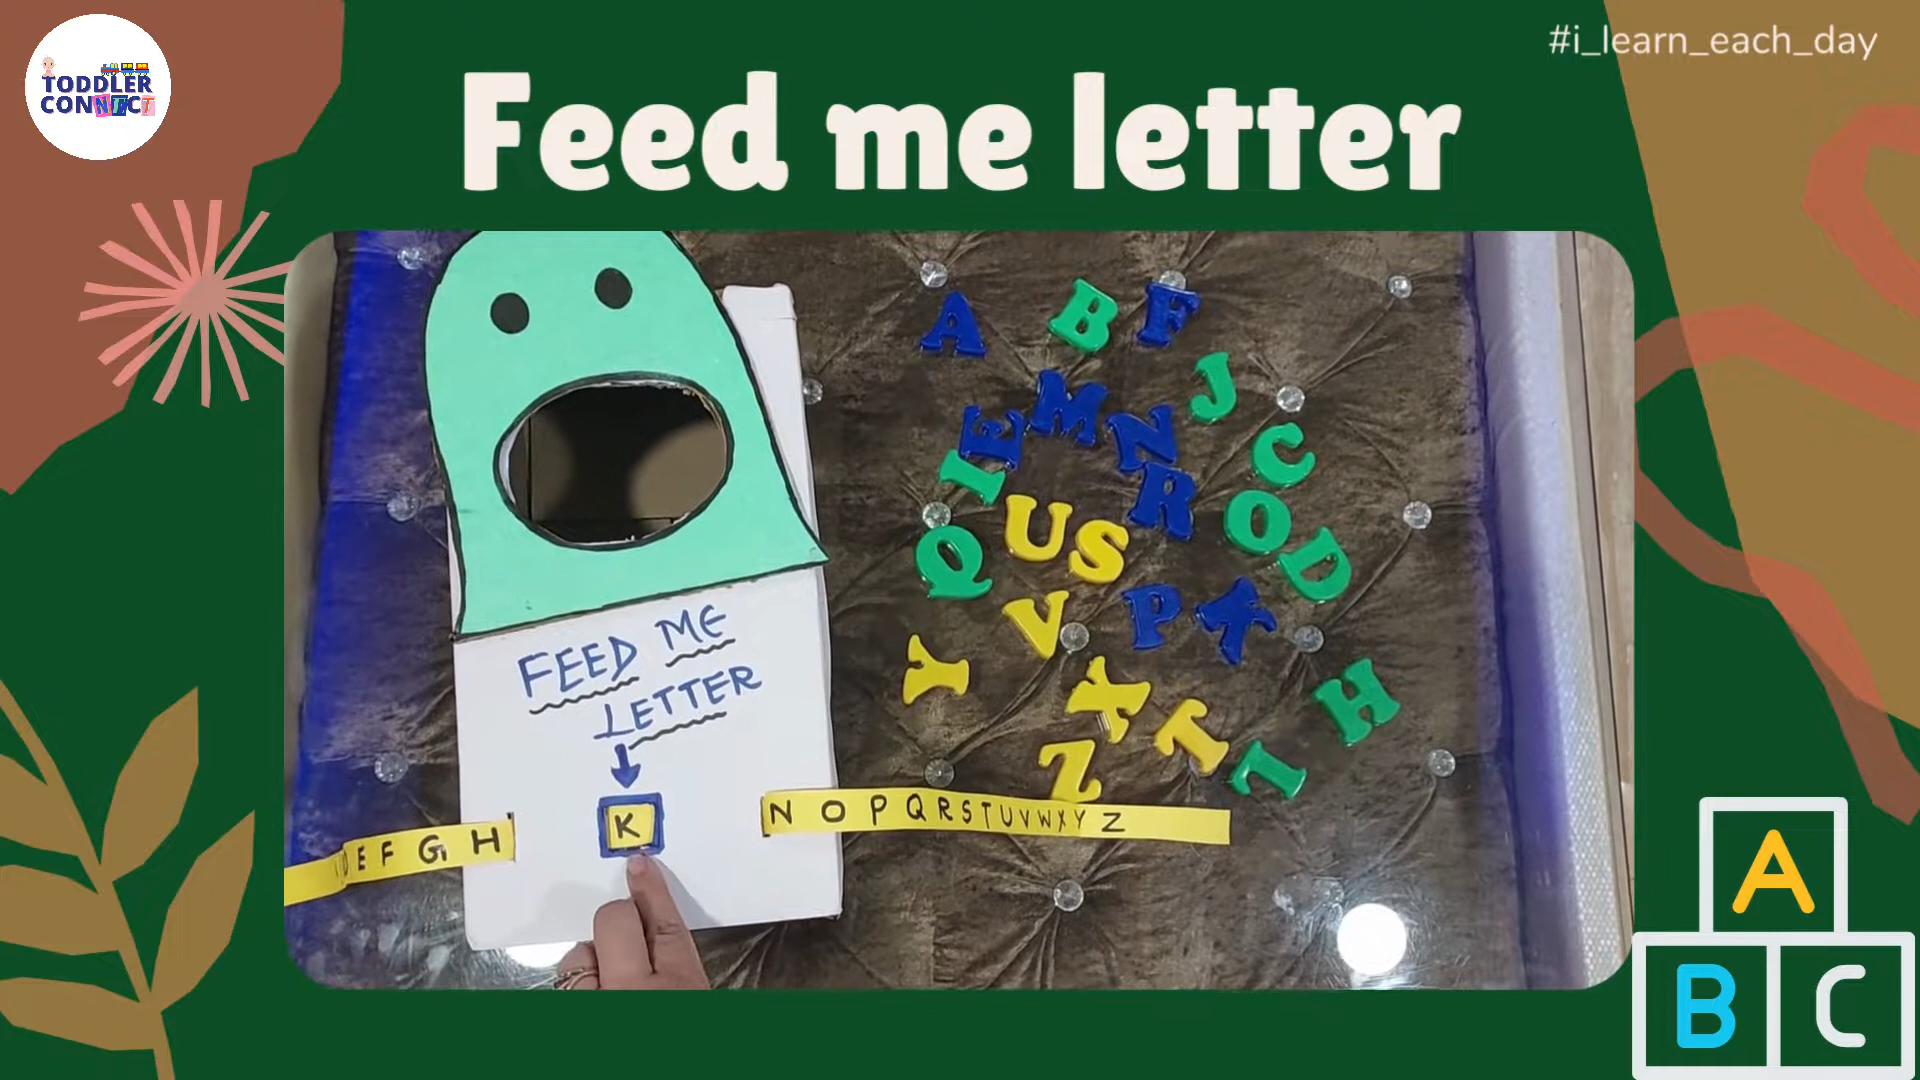 TODDLER
CONNECT
#i_learn_each_day
Feed me letter
A
B
F
J
M
E
N
C
I
R
U
S
O
Q
D
V
P
K
Y
X
H
T
Z
L
FEED ME
LETTER
K
D E F G H
N O P Q R S T U V W X Y Z
A
B C